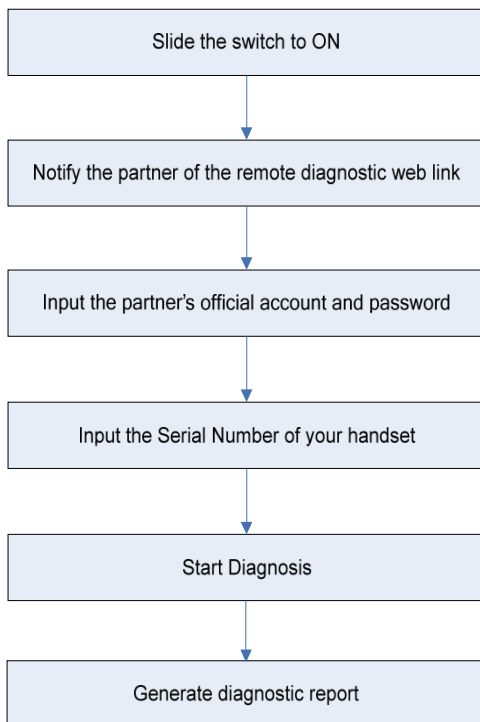 Slide the switch to ON
Notify the partner of the remote diagnostic web link
Input the partner’s official account and password
Input the Serial Number of your handset
Start Diagnosis
Generate diagnostic report